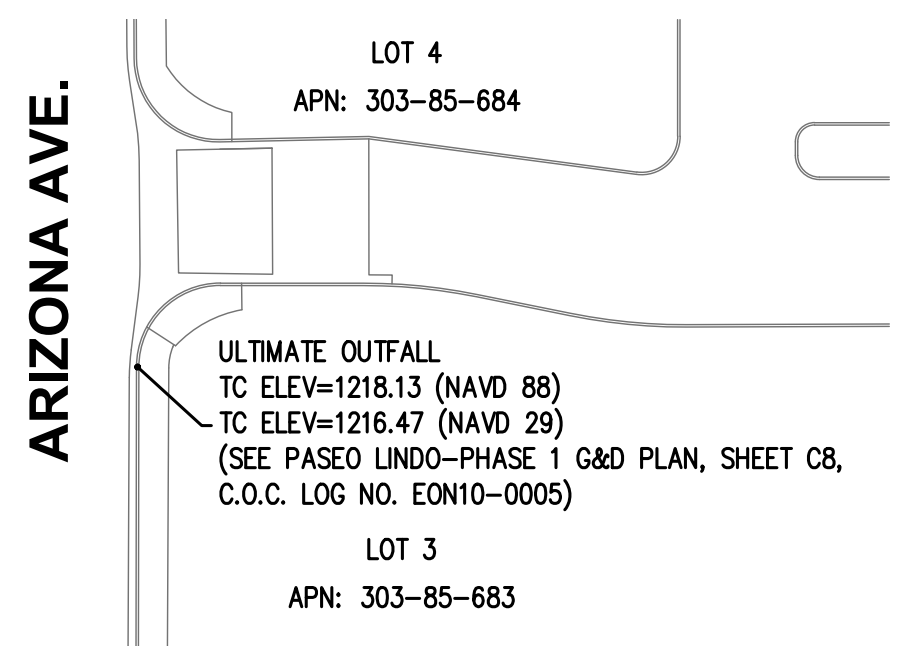 ARIZONA AVE.
LOT 4
APN: 303-85-684
ULTIMATE OUTFALL
TC ELEV=1218.13 (NAVD 88)
TC ELEV=1216.47 (NAVD 29)
(SEE PASEO LINDO-PHASE 1 G&D PLAN, SHEET C8,
C.O.C. LOG NO. EON10-0005)
LOT 3
APN: 303-85-683